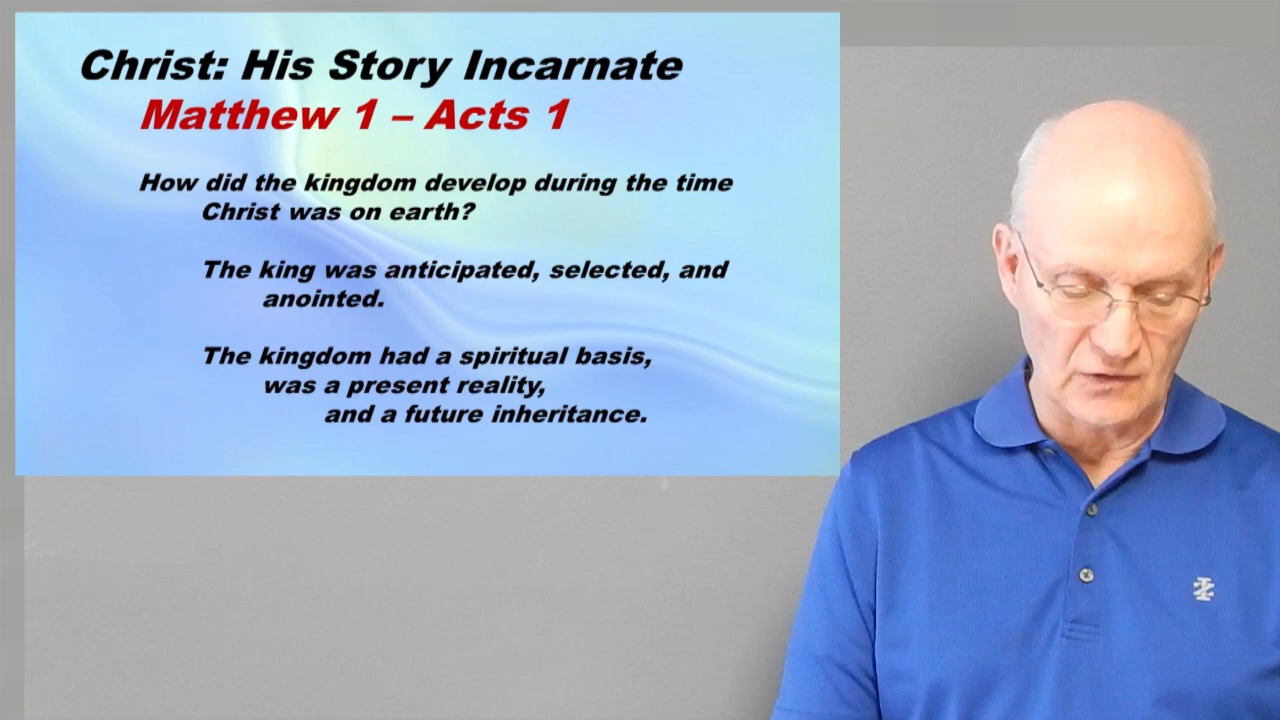 Christ: His Story Incarnate
Matthew 1 – Acts 1
How did the kingdom develop during the time
Christ was on earth?
The king was anticipated, selected, and
anointed.
The kingdom had a spiritual basis,
was a present reality,
and a future inheritance.